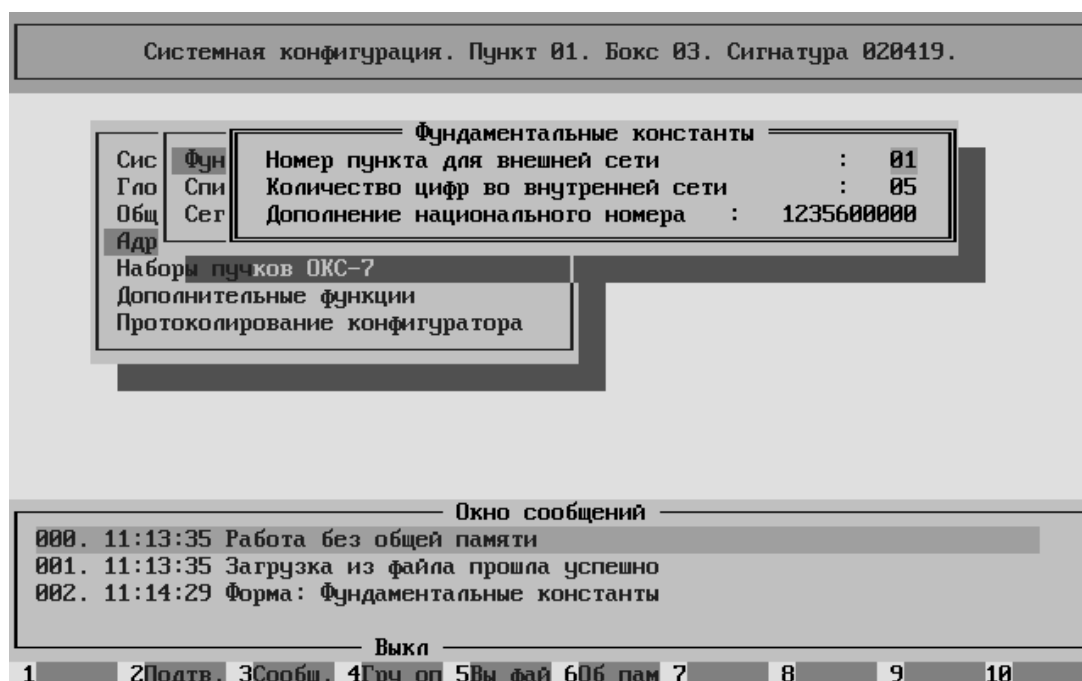 Системная конфигурация. Пункт 01. Бокс 03. Сигнатура 020419.
Фундаментальные константы
Сис Фун Номер пункта для внешней сети : 01
Гло Спи Количество цифр во внутренней сети : 05
Общ Сег Дополнение национального номера : 1235600000
Адр
Наборы пучков ОКС-7
Дополнительные функции
Протоколирование конфигуратора
Окно сообщений
000. 11:13:35 Работа без общей памяти
001. 11:13:35 Загрузка из файла прошла успешно
002. 11:14:29 Форма: Фундаментальные константы
Выкл
1 2Подтв. 3Сообщ. 4Гру оп 5Вы фай 6Об пам 7 8 9 10